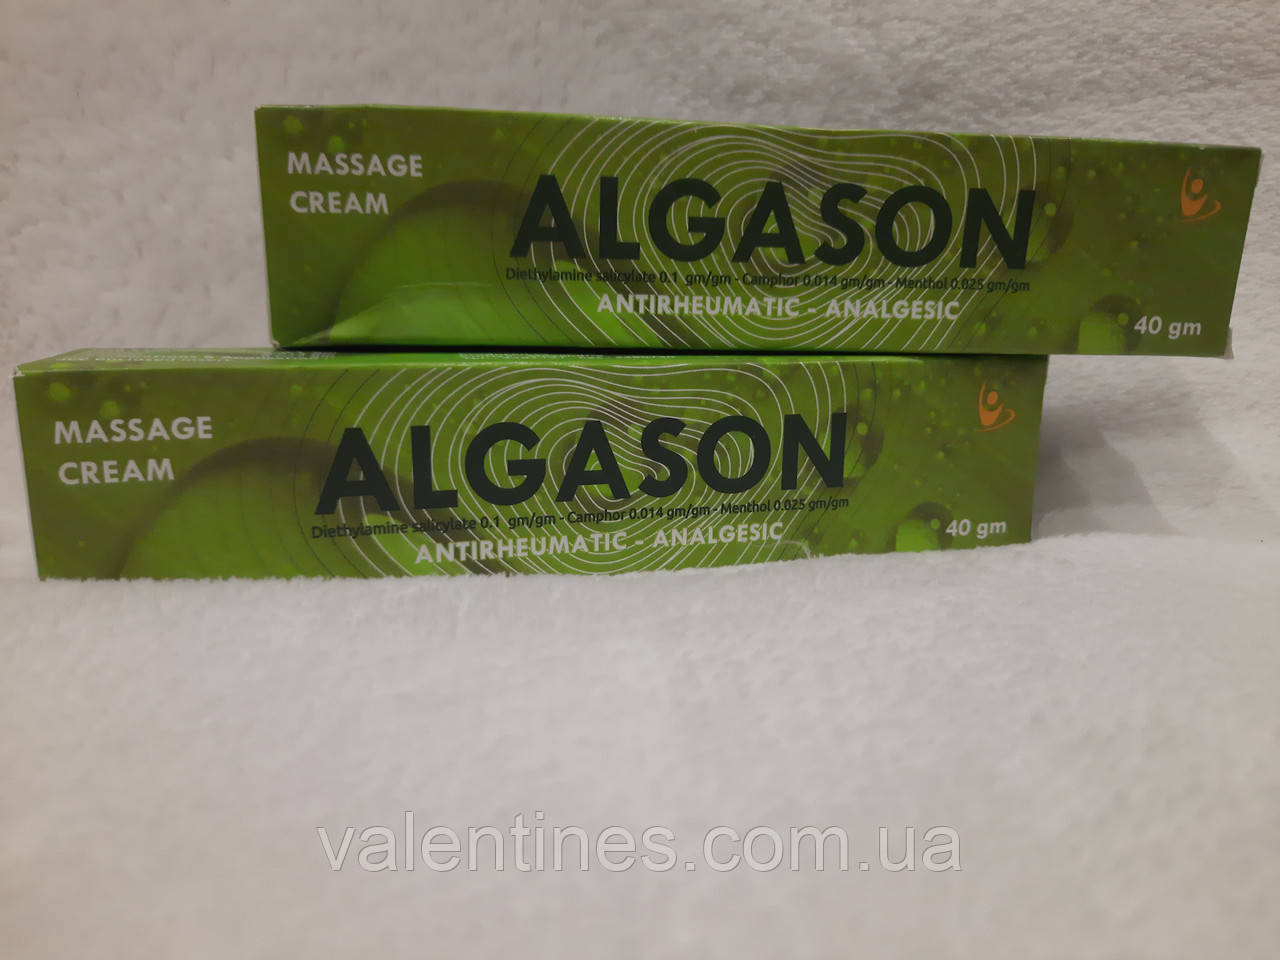 MASSAGE
CREAM
ALGASON
Diethylamine salicylate 0.1 gm/gm - Camphor 0.014 gm/gm - Menthol 0.025 gm/gm
ANTIRHEUMATIC - ANALGESIC
40 gm
MASSAGE
CREAM
ALGASON
Diethylamine salicylate 0.1 gm/gm - Camphor 0.014 gm/gm - Menthol 0.025 gm/gm
ANTIRHEUMATIC - ANALGESIC
40 gm
valentines.com.ua